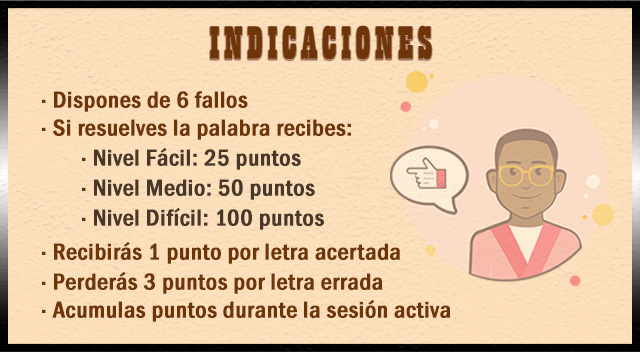 INDICACIONES
· Dispones de 6 fallos
· Si resuelves la palabra recibes:
· Nivel Fácil: 25 puntos
· Nivel Medio: 50 puntos
· Nivel Difícil: 100 puntos
· Recibirás 1 punto por letra acertada
· Perderás 3 puntos por letra errada
· Acumulas puntos durante la sesión activa